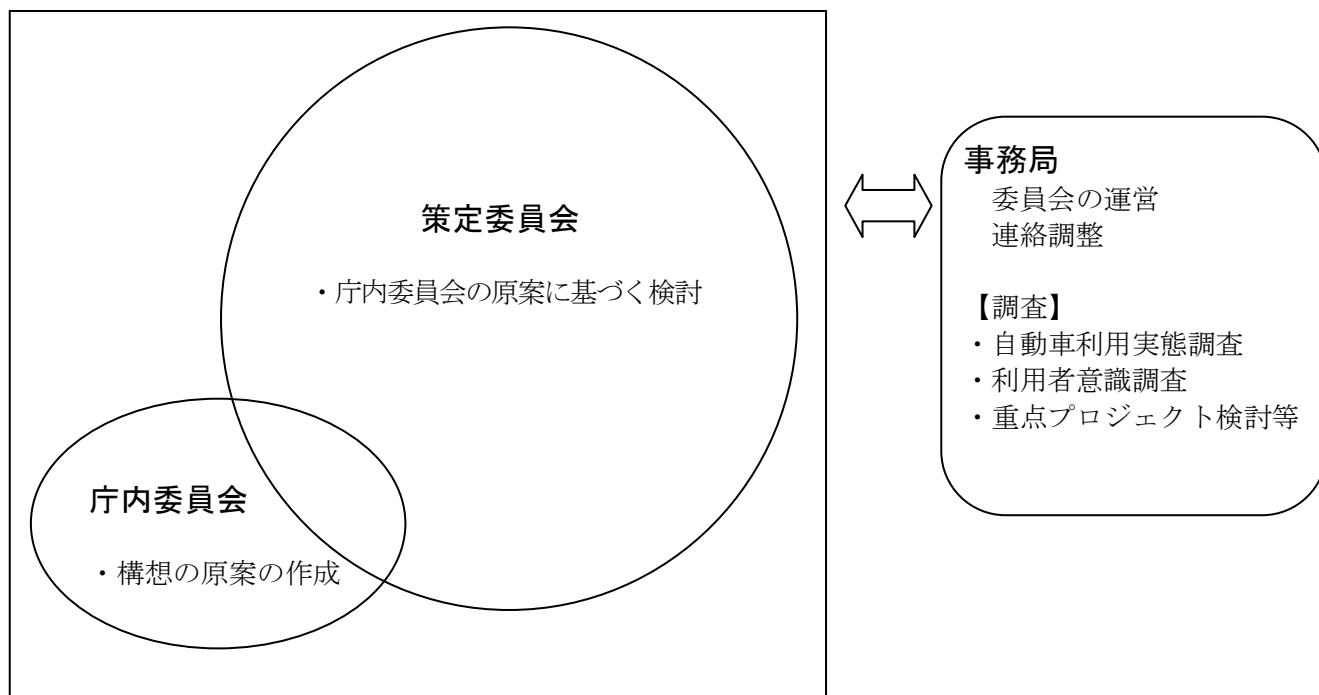 策定委員会
・庁内委員会の原案に基づく検討
庁内委員会
・構想の原案の作成
事務局
委員会の運営
連絡調整
【調査】
・自動車利用実態調査
・利用者意識調査
・重点プロジェクト検討等